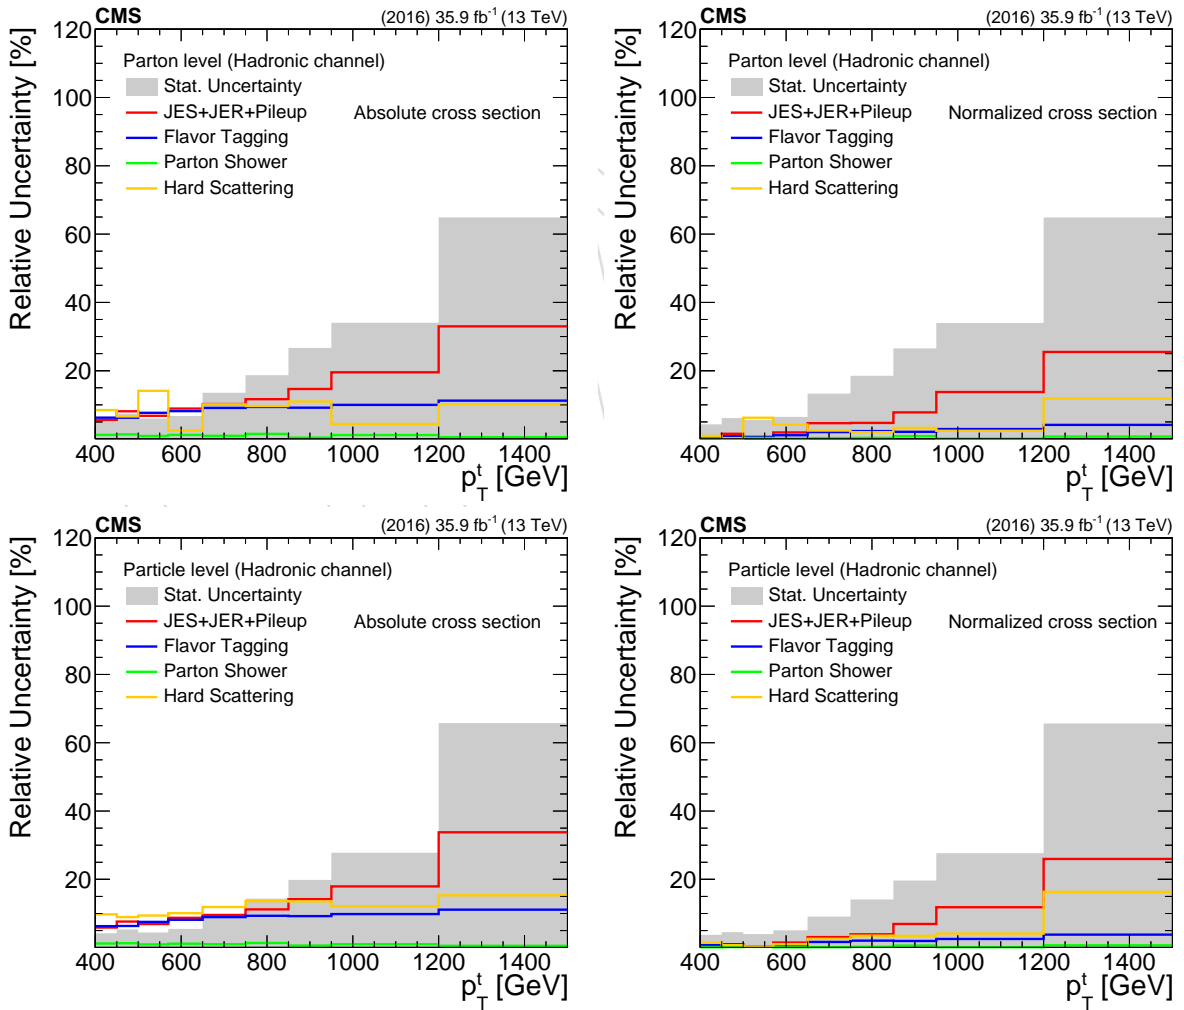 CMS (2016) 35.9 fb⁻¹ (13 TeV)
Relative Uncertainty [%]
120
100
80
60
40
20
Parton level (Hadronic channel)
Stat. Uncertainty
JES+JER+Pileup Absolute cross section
Flavor Tagging
Parton Shower
Hard Scattering
400 600 800 1000 1200 1400
p_T^t [GeV]
CMS (2016) 35.9 fb⁻¹ (13 TeV)
Relative Uncertainty [%]
120
100
80
60
40
20
Parton level (Hadronic channel)
Stat. Uncertainty
JES+JER+Pileup Normalized cross section
Flavor Tagging
Parton Shower
Hard Scattering
400 600 800 1000 1200 1400
p_T^t [GeV]
CMS (2016) 35.9 fb⁻¹ (13 TeV)
Relative Uncertainty [%]
120
100
80
60
40
20
Particle level (Hadronic channel)
Stat. Uncertainty
JES+JER+Pileup Absolute cross section
Flavor Tagging
Parton Shower
Hard Scattering
400 600 800 1000 1200 1400
p_T^t [GeV]
CMS (2016) 35.9 fb⁻¹ (13 TeV)
Relative Uncertainty [%]
120
100
80
60
40
20
Particle level (Hadronic channel)
Stat. Uncertainty
JES+JER+Pileup Normalized cross section
Flavor Tagging
Parton Shower
Hard Scattering
400 600 800 1000 1200 1400
p_T^t [GeV]